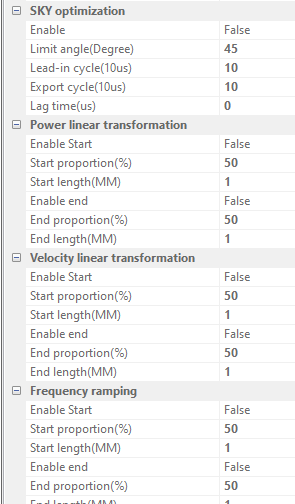 SKY optimization
Enable False
Limit angle(Degree) 45
Lead-in cycle(10us) 10
Export cycle(10us) 10
Lag time(us) 0
Power linear transformation
Enable Start False
Start proportion(%) 50
Start length(MM) 1
Enable end False
End proportion(%) 50
End length(MM) 1
Velocity linear transformation
Enable Start False
Start proportion(%) 50
Start length(MM) 1
Enable end False
End proportion(%) 50
End length(MM) 1
Frequency ramping
Enable Start False
Start proportion(%) 50
Start length(MM) 1
Enable end False
End proportion(%) 50
End length(MM) 1